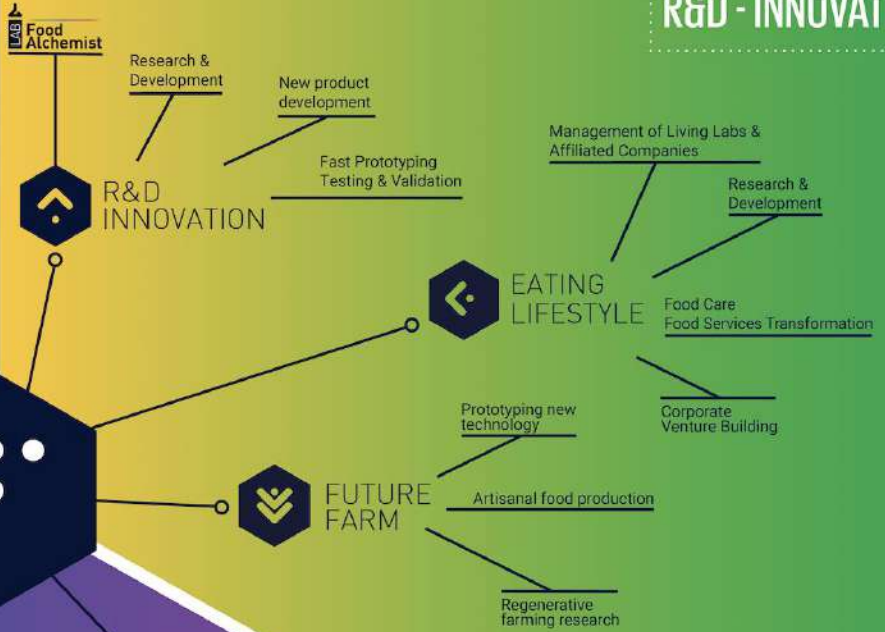 R&D - INNOVAT
LAB
Food
Alchemist
Research &
Development
New product
development
Fast Prototyping
Testing & Validation
R&D
INNOVATION
Management of Living Labs &
Affiliated Companies
Research &
Development
EATING
LIFESTYLE
Food Care
Food Services Transformation
Corporate
Venture Building
Prototyping new
technology
FUTURE
FARM
Artisanal food production
Regenerative
farming research